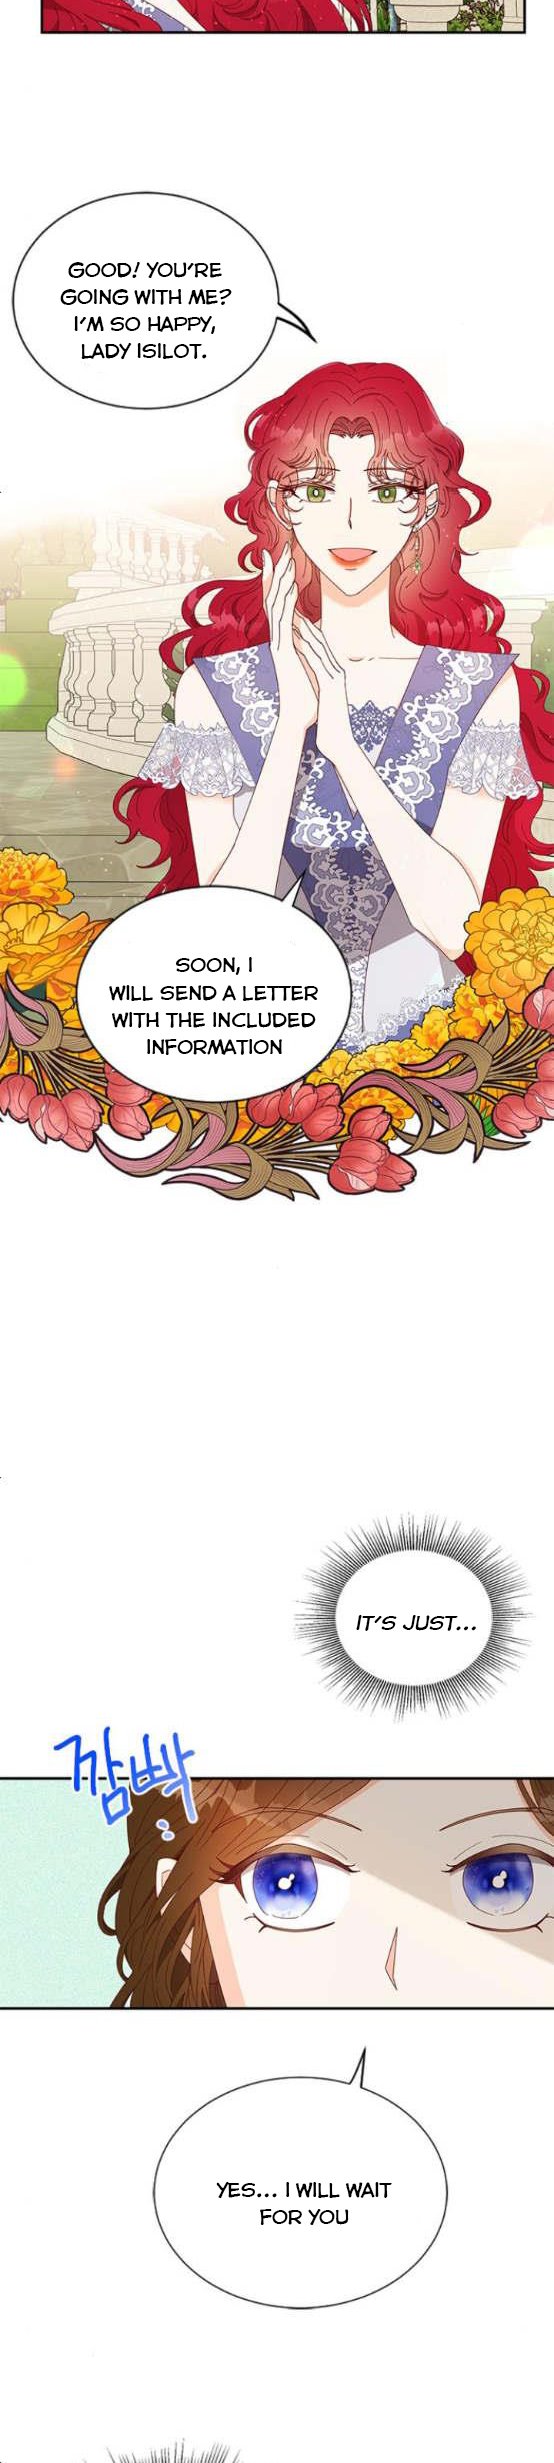 GOOD! YOU'RE
GOING WITH ME?
I'M SO HAPPY,
LADY ISILOT.
SOON, I
WILL SEND A LETTER
WITH THE INCLUDED
INFORMATION
IT'S JUST...
깜빡
YES... I WILL WAIT
FOR YOU